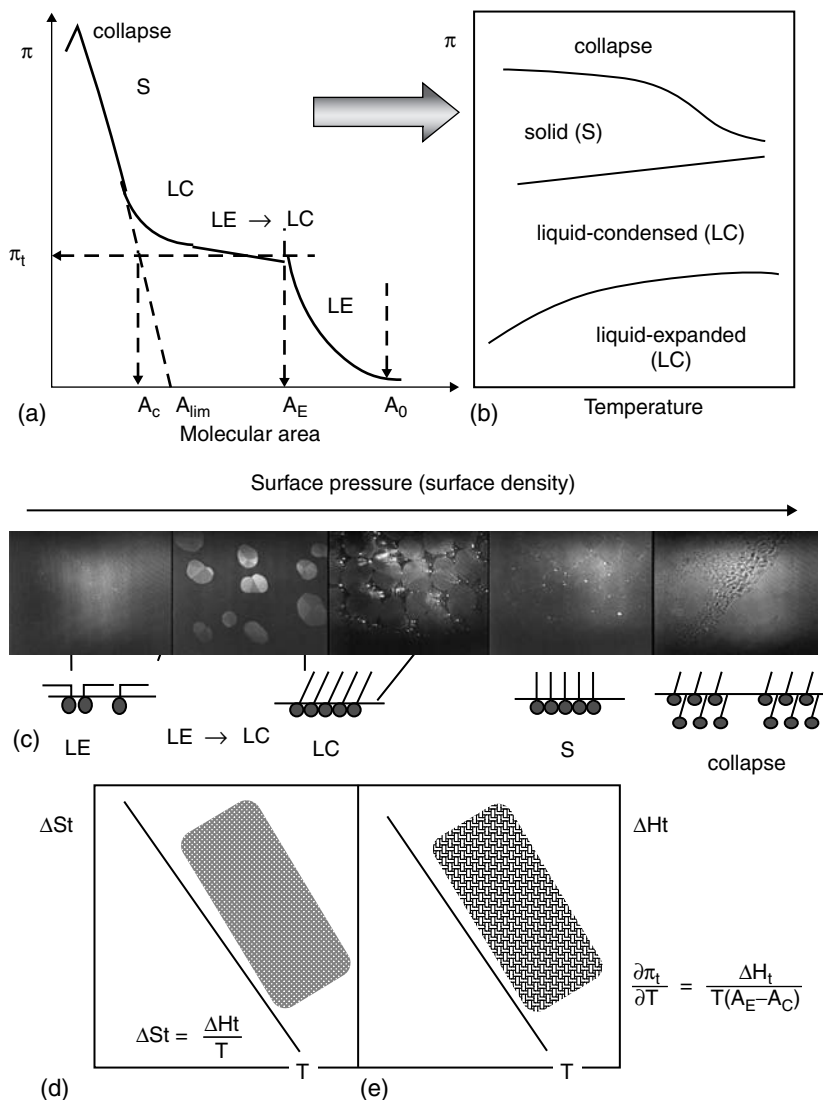 collapse
π
S
LC
LE → LC
π_t
LE
A_c A_lim A_E A_0
Molecular area
(a)
π
collapse
solid (S)
liquid-condensed (LC)
liquid-expanded
(LC)
Temperature
(b)
Surface pressure (surface density)
(c)
LE
LE → LC
LC
S
collapse
ΔSt
ΔSt = ΔHt / T
T
(d)
ΔHt
∂π_t / ∂T = ΔH_t / T(A_E–A_C)
T
(e)